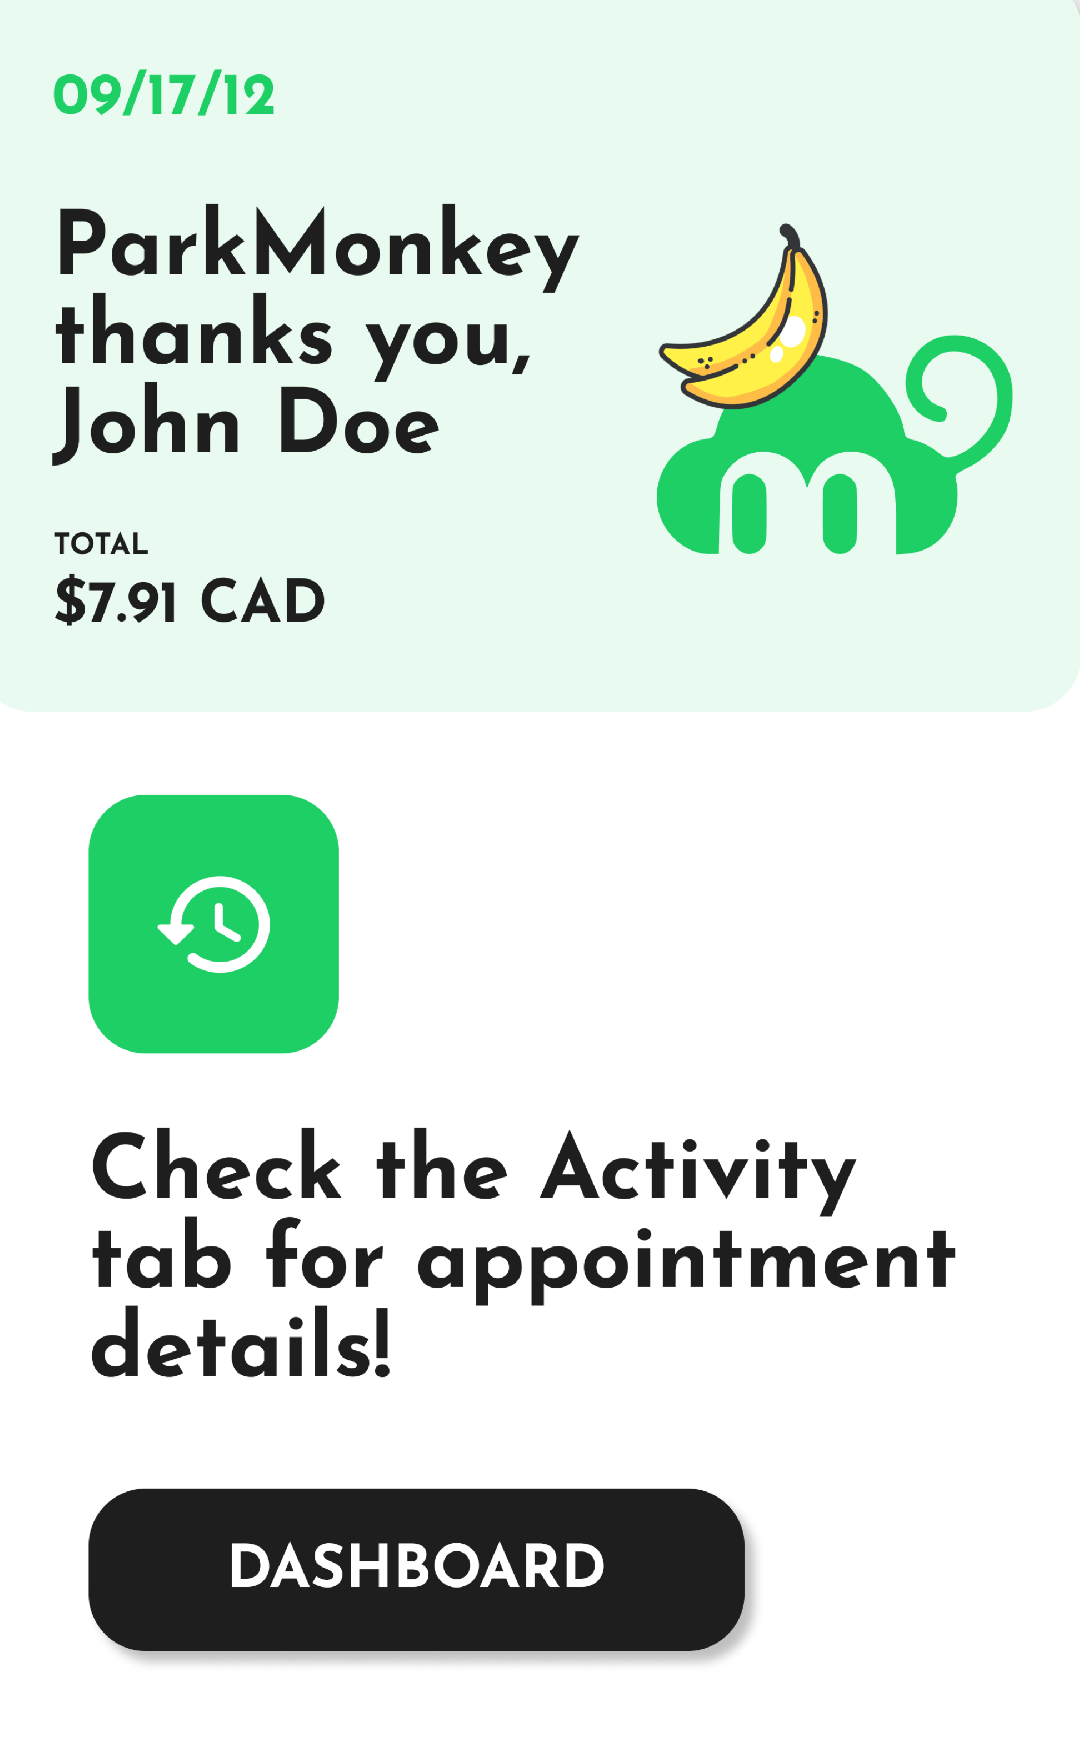 09/17/12
ParkMonkey
thanks you,
John Doe
TOTAL
$7.91 CAD
m
Check the Activity
tab for appointment
details!
DASHBOARD